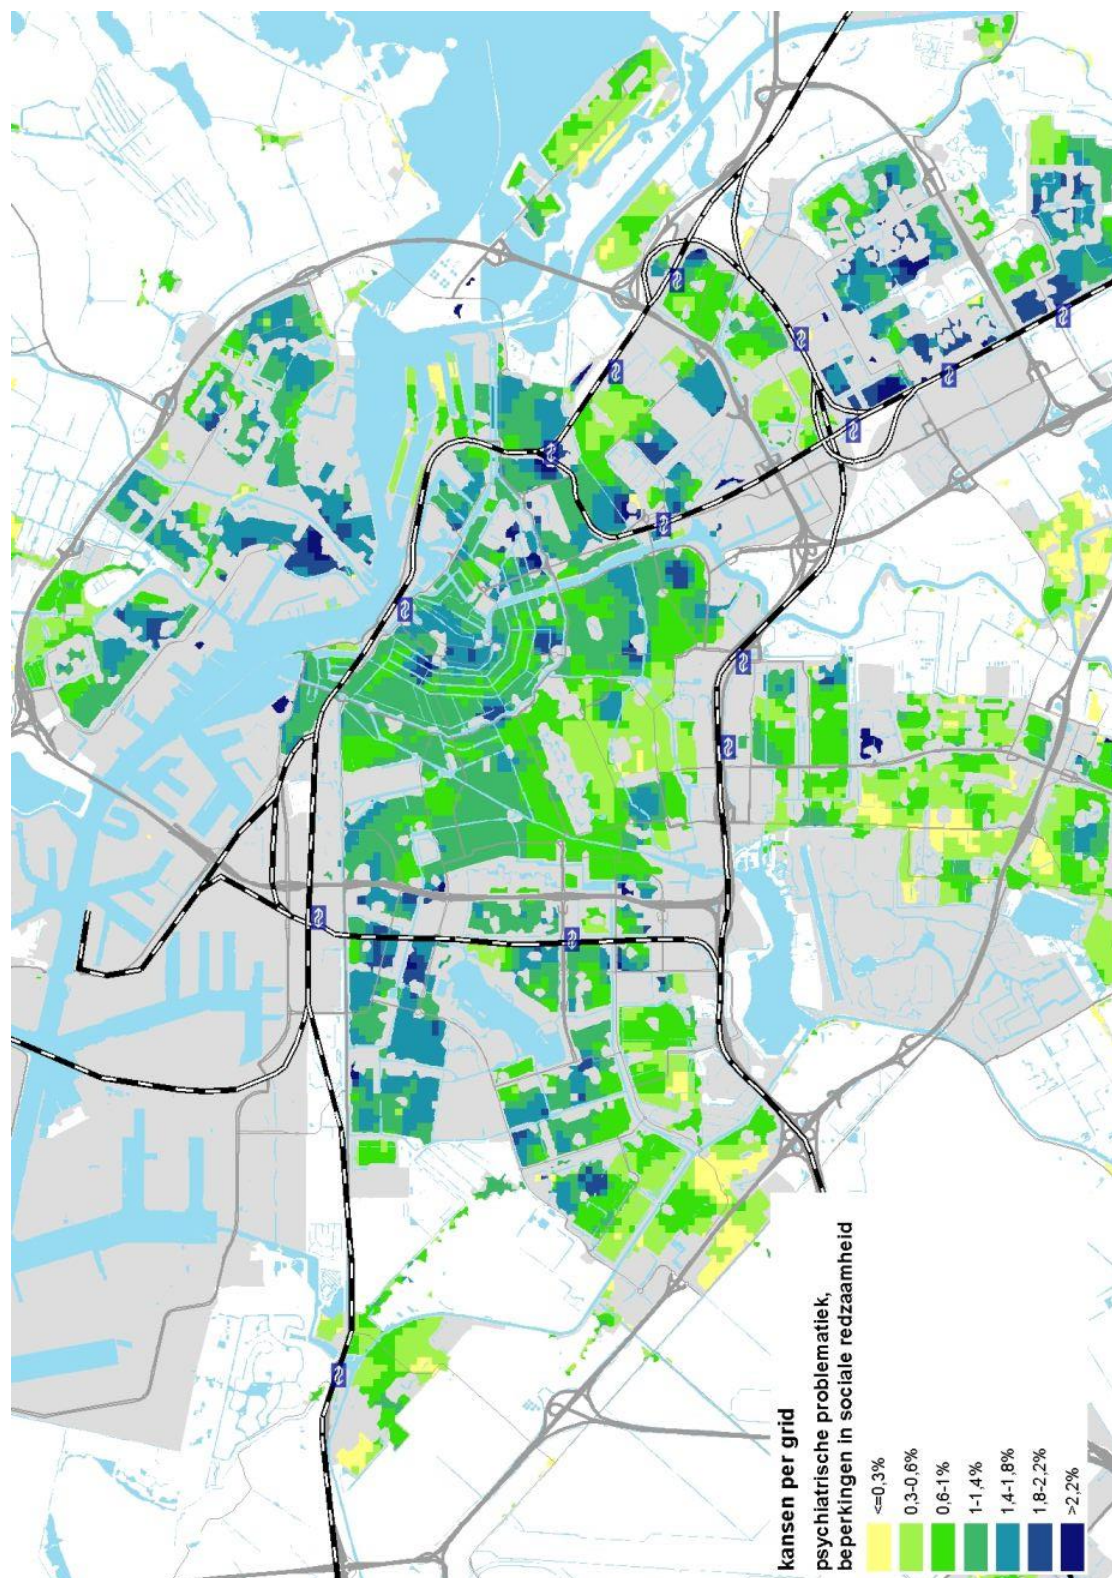 kansen per grid
psychiatrische problematiek,
beperkingen in sociale redzaamheid
<=0,3%
0,3-0,6%
0,6-1%
1-1,4%
1,4-1,8%
1,8-2,2%
>2,2%